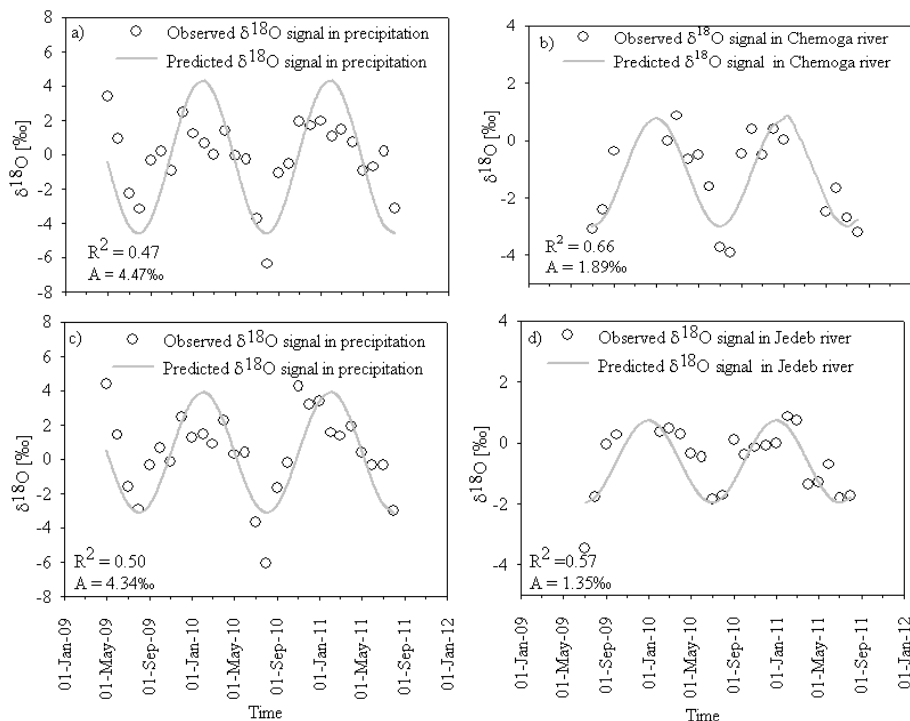 a)
Observed δ18O signal in precipitation
Predicted δ18O signal in precipitation
8
6
4
2
0
-2
-4
-6
-8
δ18O [‰]
R2 = 0.47
A = 4.47‰
b)
Observed δ18O signal in Chemoga river
Predicted δ18O signal in Chemoga river
4
0
-4
δ18O [‰]
R2 = 0.66
A = 1.89‰
c)
Observed δ18O signal in precipitation
Predicted δ18O signal in precipitation
8
6
4
2
0
-2
-4
-6
-8
δ18O [‰]
R2 = 0.50
A = 4.34‰
01-Jan-09
01-May-09
01-Sep-09
01-Jan-10
01-May-10
01-Sep-10
01-Jan-11
01-May-11
01-Sep-11
01-Jan-12
Time
d)
Observed δ18O signal in Jedeb river
Predicted δ18O signal in Jedeb river
4
0
-2
-4
δ18O [‰]
R2 = 0.57
A = 1.35‰
01-Jan-09
01-May-09
01-Sep-09
01-Jan-10
01-May-10
01-Sep-10
01-Jan-11
01-May-11
01-Sep-11
01-Jan-12
Time